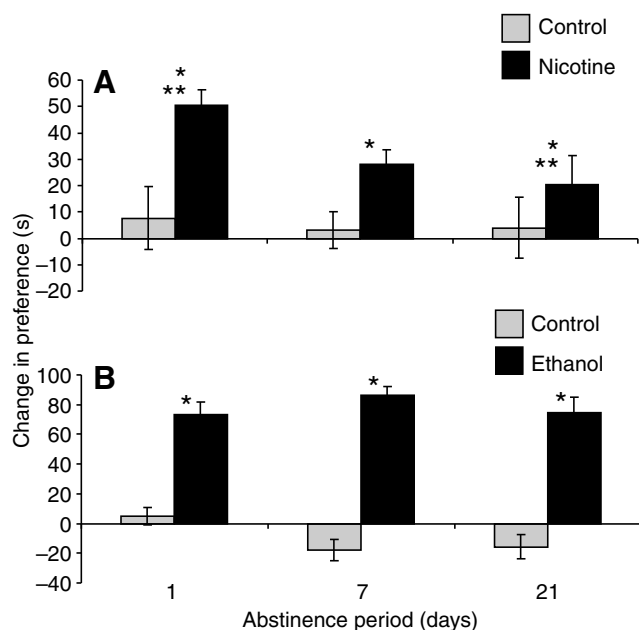 Control
Nicotine
A
60
50
40
30
20
10
0
−10
−20
*
**
*
*
**
Change in preference (s)
Control
Ethanol
B
100
80
60
40
20
0
−20
−40
*
*
*
1 7 21
Abstinence period (days)